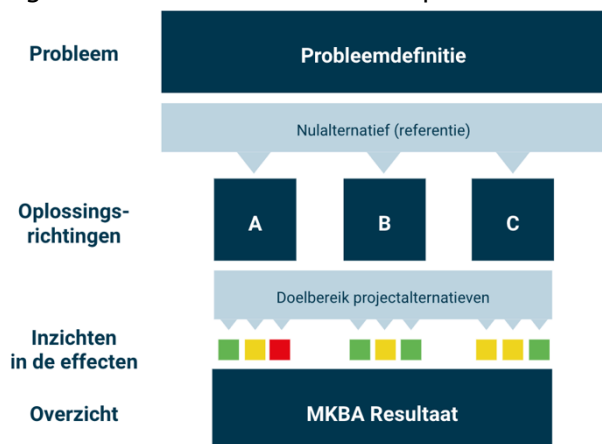 Probleem
Probleemdefinitie
Nulalternatief (referentie)
Oplossings-
richtingen
A
B
C
Doelbereik projectalternatieven
Inzichten
in de effecten
Overzicht
MKBA Resultaat